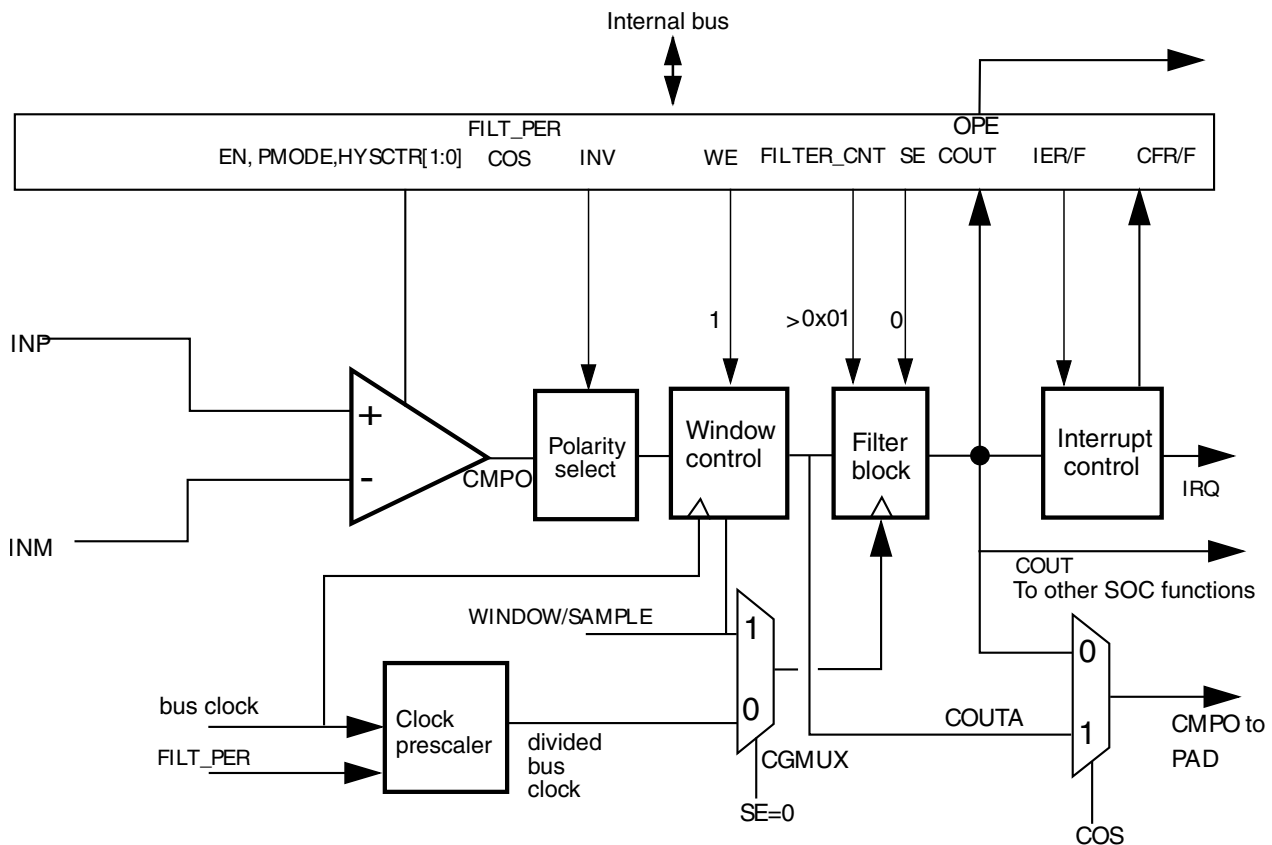 Internal bus
FILT_PER
OPE
EN, PMODE,HYSCTR[1:0]
COS
INV
WE
FILTER_CNT
SE
COUT
IER/F
CFR/F
1
>0x01
0
INP
+
-
INM
CMPO
Polarity
select
Window
control
Filter
block
Interrupt
control
IRQ
COUT
To other SOC functions
WINDOW/SAMPLE
1
0
CGMUX
SE=0
bus clock
FILT_PER
Clock
prescaler
divided
bus
clock
COUTA
0
1
COS
CMPO to
PAD